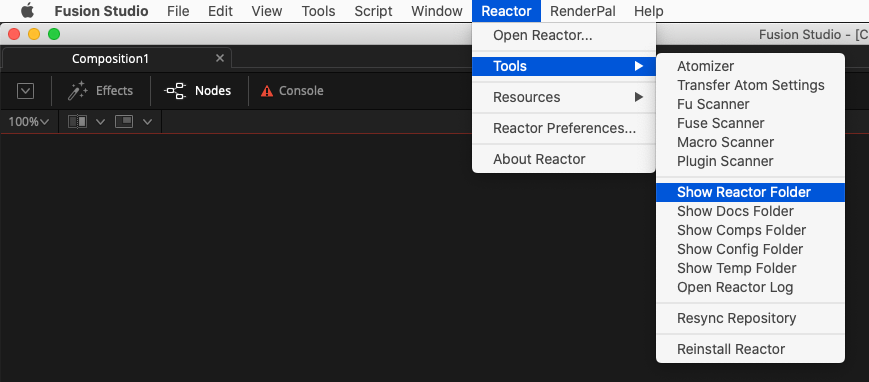 Fusion Studio File Edit View Tools Script Window Reactor RenderPal Help
Fusion Studio - [C
Composition1
Effects Nodes Console
100%
Open Reactor...
Tools
Resources
Reactor Preferences...
About Reactor
Atomizer
Transfer Atom Settings
Fu Scanner
Fuse Scanner
Macro Scanner
Plugin Scanner
Show Reactor Folder
Show Docs Folder
Show Comps Folder
Show Config Folder
Show Temp Folder
Open Reactor Log
Resync Repository
Reinstall Reactor